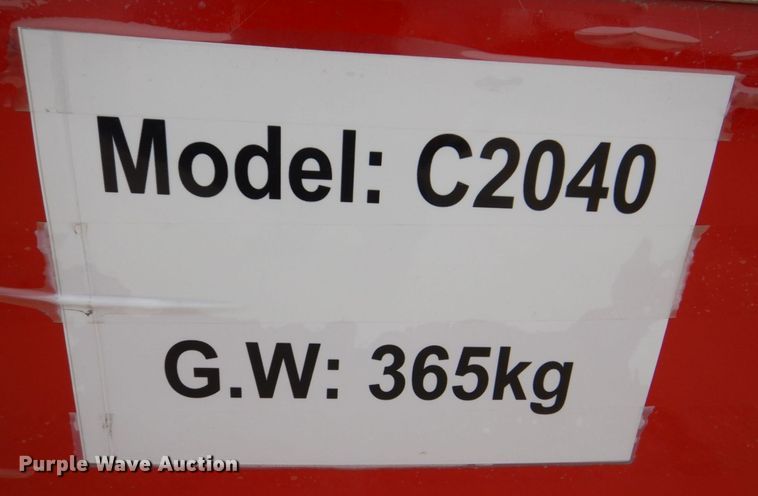 Model: C2040
G.W: 365kg
Purple Wave Auction